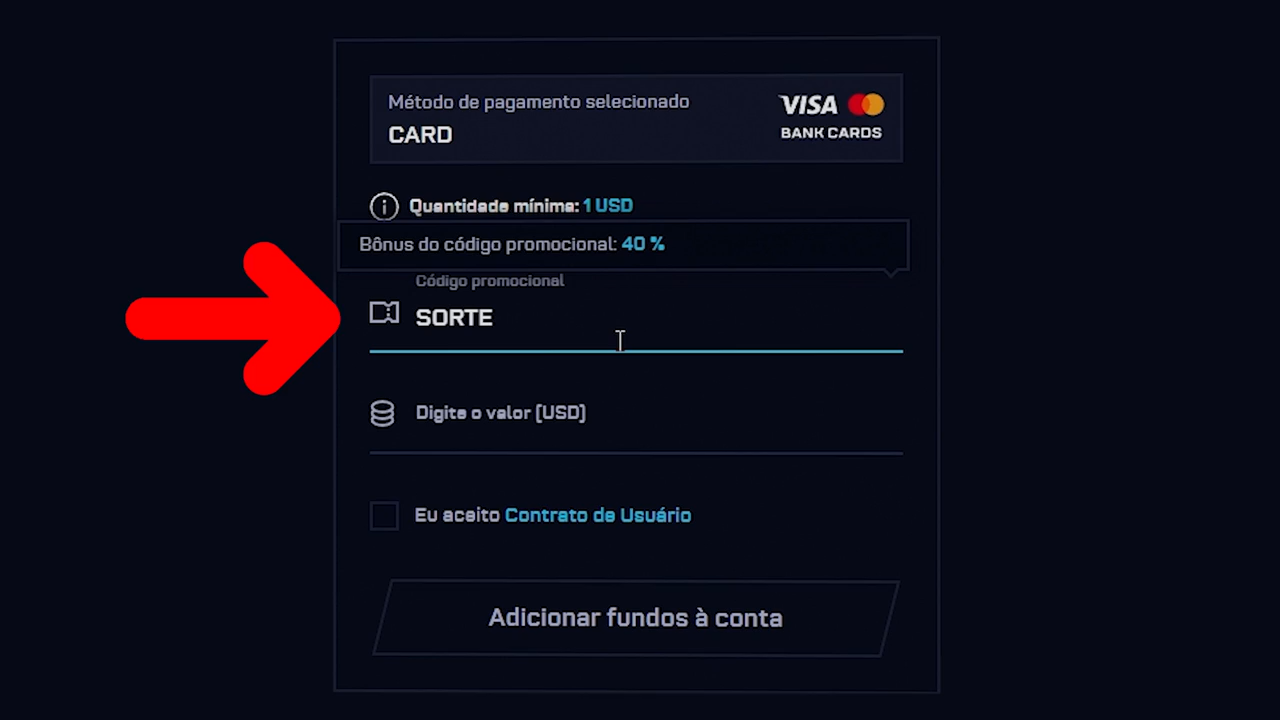 Método de pagamento selecionado
CARD
VISA
BANK CARDS
Quantidade mínima: 1 USD
Bônus do código promocional: 40 %
Código promocional
SORTE
Digite o valor (USD)
Eu aceito Contrato de Usuário
Adicionar fundos à conta